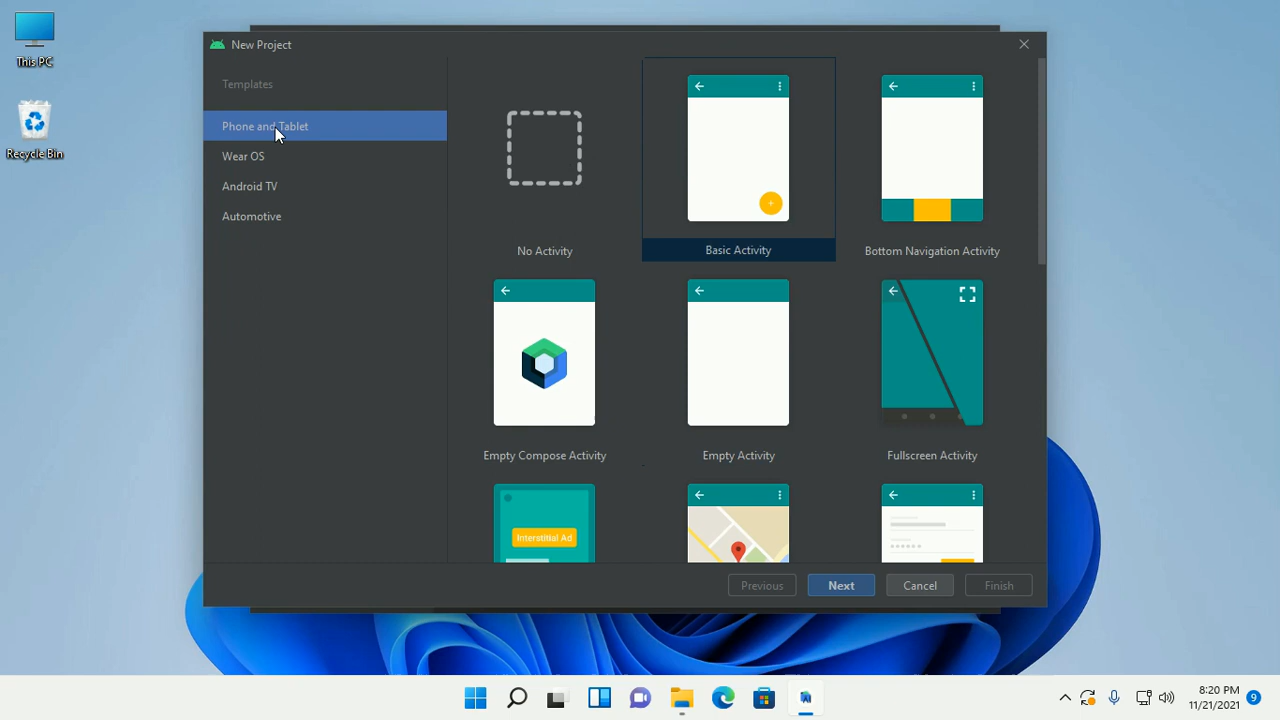 This PC
Recycle Bin
New Project
Templates
Phone and Tablet
Wear OS
Android TV
Automotive
No Activity
Basic Activity
Bottom Navigation Activity
Empty Compose Activity
Empty Activity
Fullscreen Activity
Interstitial Ad
Previous
Next
Cancel
Finish
8:20 PM
11/21/2021
9